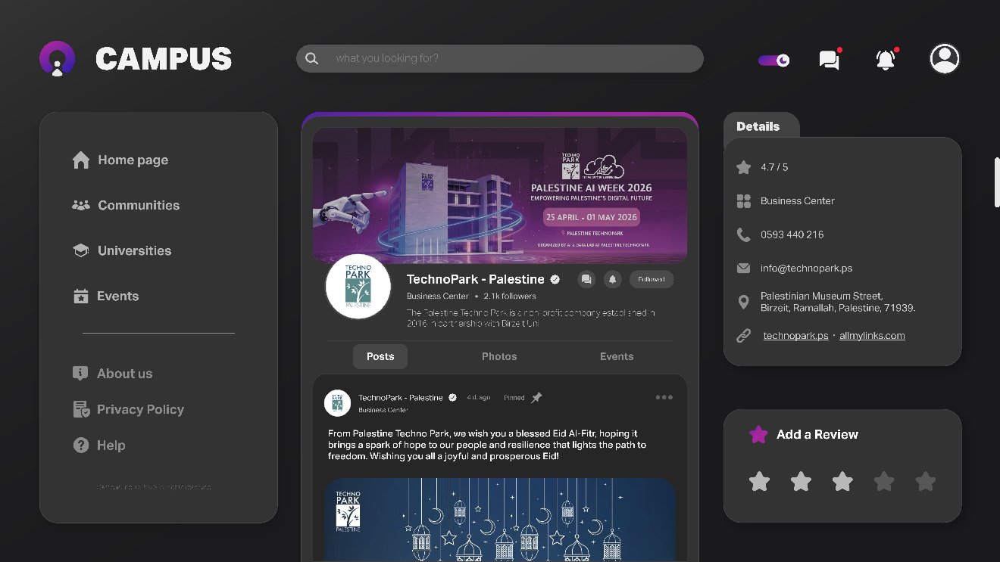 CAMPUS
what you looking for?
Home page
Communities
Universities
Events
About us
Privacy Policy
Help
TECHNO
PARK
TECHNO
PARK
PALESTINE AI WEEK 2026
EMPOWERING PALESTINE'S DIGITAL FUTURE
25 APRIL - 01 MAY 2026
PALESTINE TECHNOPARK
ORGANIZED BY AI & DATA LAB AT PALESTINE TECHNOPARK
TECHNO
PARK
PALESTINE
TechnoPark - Palestine
Business Center • 2.1k followers
Followed
The Palestine Techno Park is a non-profit company established in
2016 in partnership with Birzeit Uni
Posts
Photos
Events
TechnoPark - Palestine 4 d. ago Pinned
Business Center
From Palestine Techno Park, we wish you a blessed Eid Al-Fitr, hoping it
brings a spark of hope to our people and resilience that lights the path to
freedom. Wishing you all a joyful and prosperous Eid!
TECHNO
PARK
PALESTINE
Details
4.7 / 5
Business Center
0593 440 216
info@technopark.ps
Palestinian Museum Street,
Birzeit, Ramallah, Palestine, 71939.
technopark.ps · allmylinks.com
Add a Review